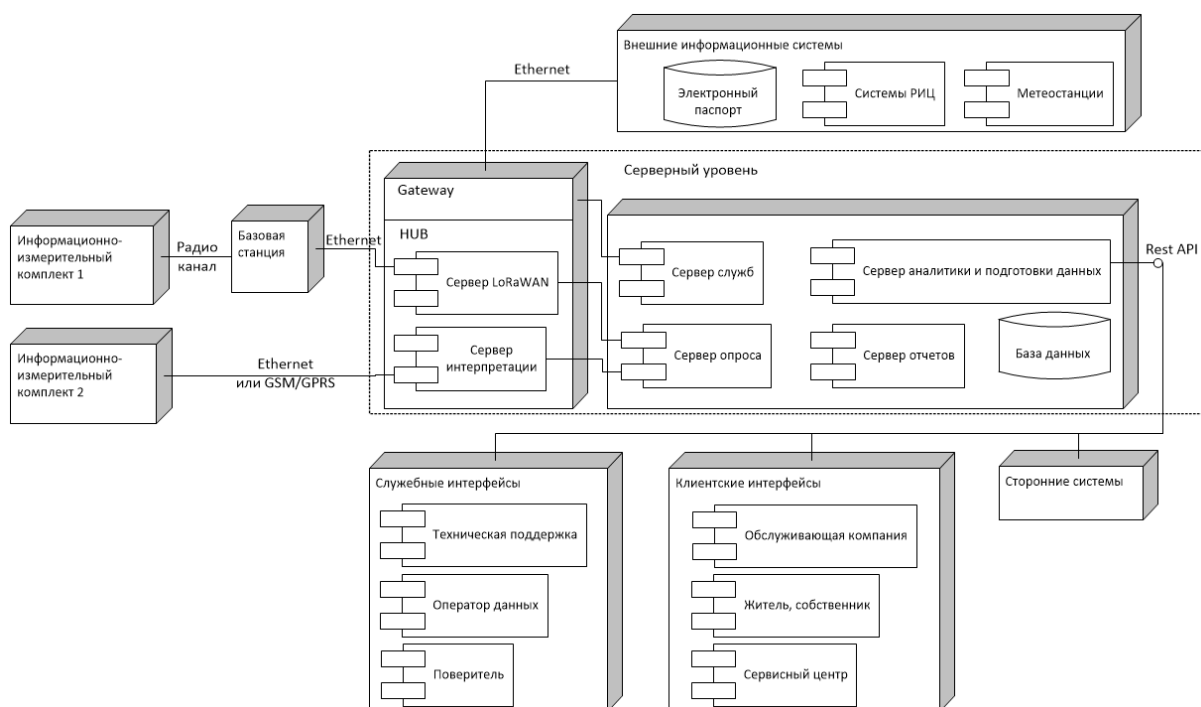 Внешние информационные системы
Ethernet
Электронный
паспорт
Системы РИЦ
Метеостанции
Серверный уровень
Gateway
HUB
Информационно-
измерительный
комплект 1
Радио
канал
Базовая
станция
Ethernet
Сервер LoRaWAN
Сервер служб
Сервер аналитики и подготовки данных
Rest API
Информационно-
измерительный
комплект 2
Ethernet
или GSM/GPRS
Сервер
интерпретации
Сервер опроса
Сервер отчетов
База данных
Служебные интерфейсы
Техническая поддержка
Оператор данных
Поверитель
Клиентские интерфейсы
Обслуживающая компания
Житель, собственник
Сервисный центр
Сторонние системы